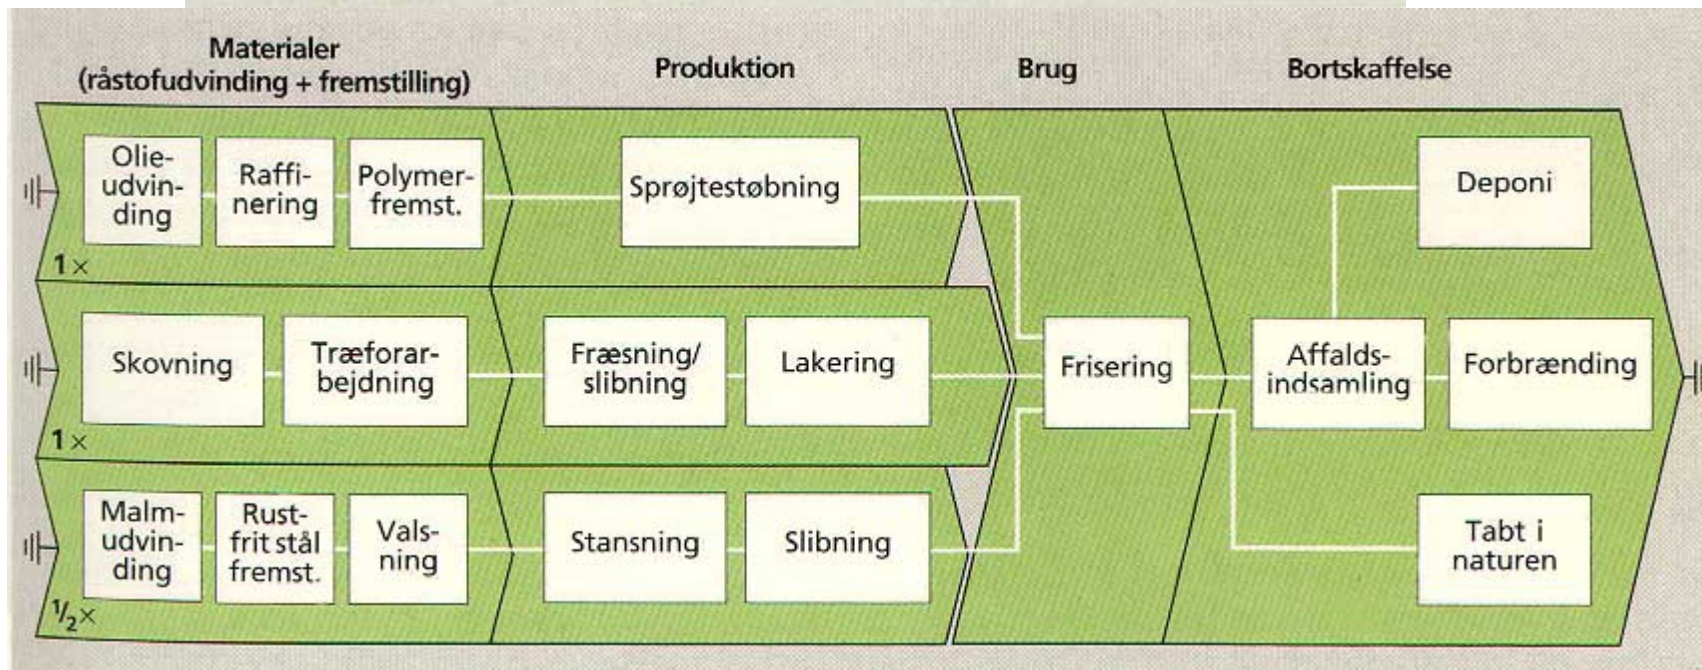 Materialer
(råstofudvinding + fremstilling)
Produktion
Brug
Bortskaffelse
Olie-
udvin-
ding
Raffi-
nering
Polymer-
fremst.
Sprøjtestøbning
Deponi
1×
Skovning
Træforar-
bejdning
Fræsning/
slibning
Lakering
Frisering
Affalds-
indsamling
Forbrænding
1×
Malm-
udvin-
ding
Rust-
frit stål
fremst.
Vals-
ning
Stansning
Slibning
Tabt i
naturen
1/2×